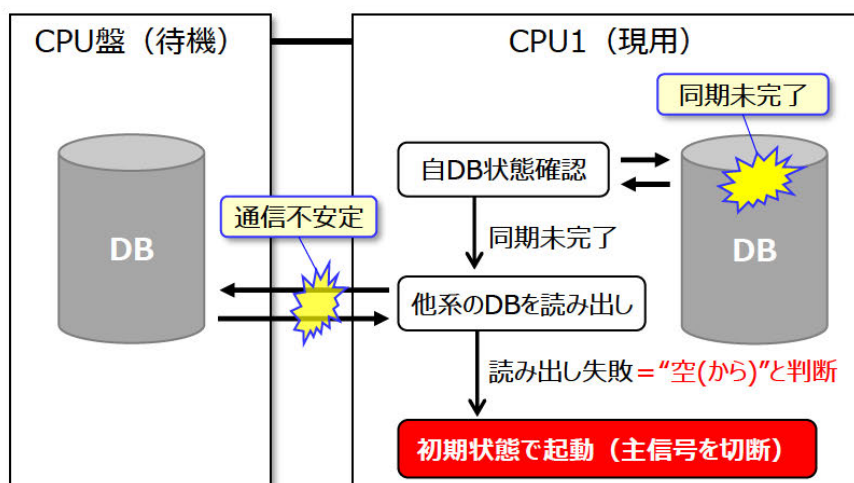 CPU盤（待機）
CPU1（現用）
同期未完了
自DB状態確認
通信不安定
DB
DB
同期未完了
他系のDBを読み出し
読み出し失敗＝“空(から)”と判断
初期状態で起動（主信号を切断）